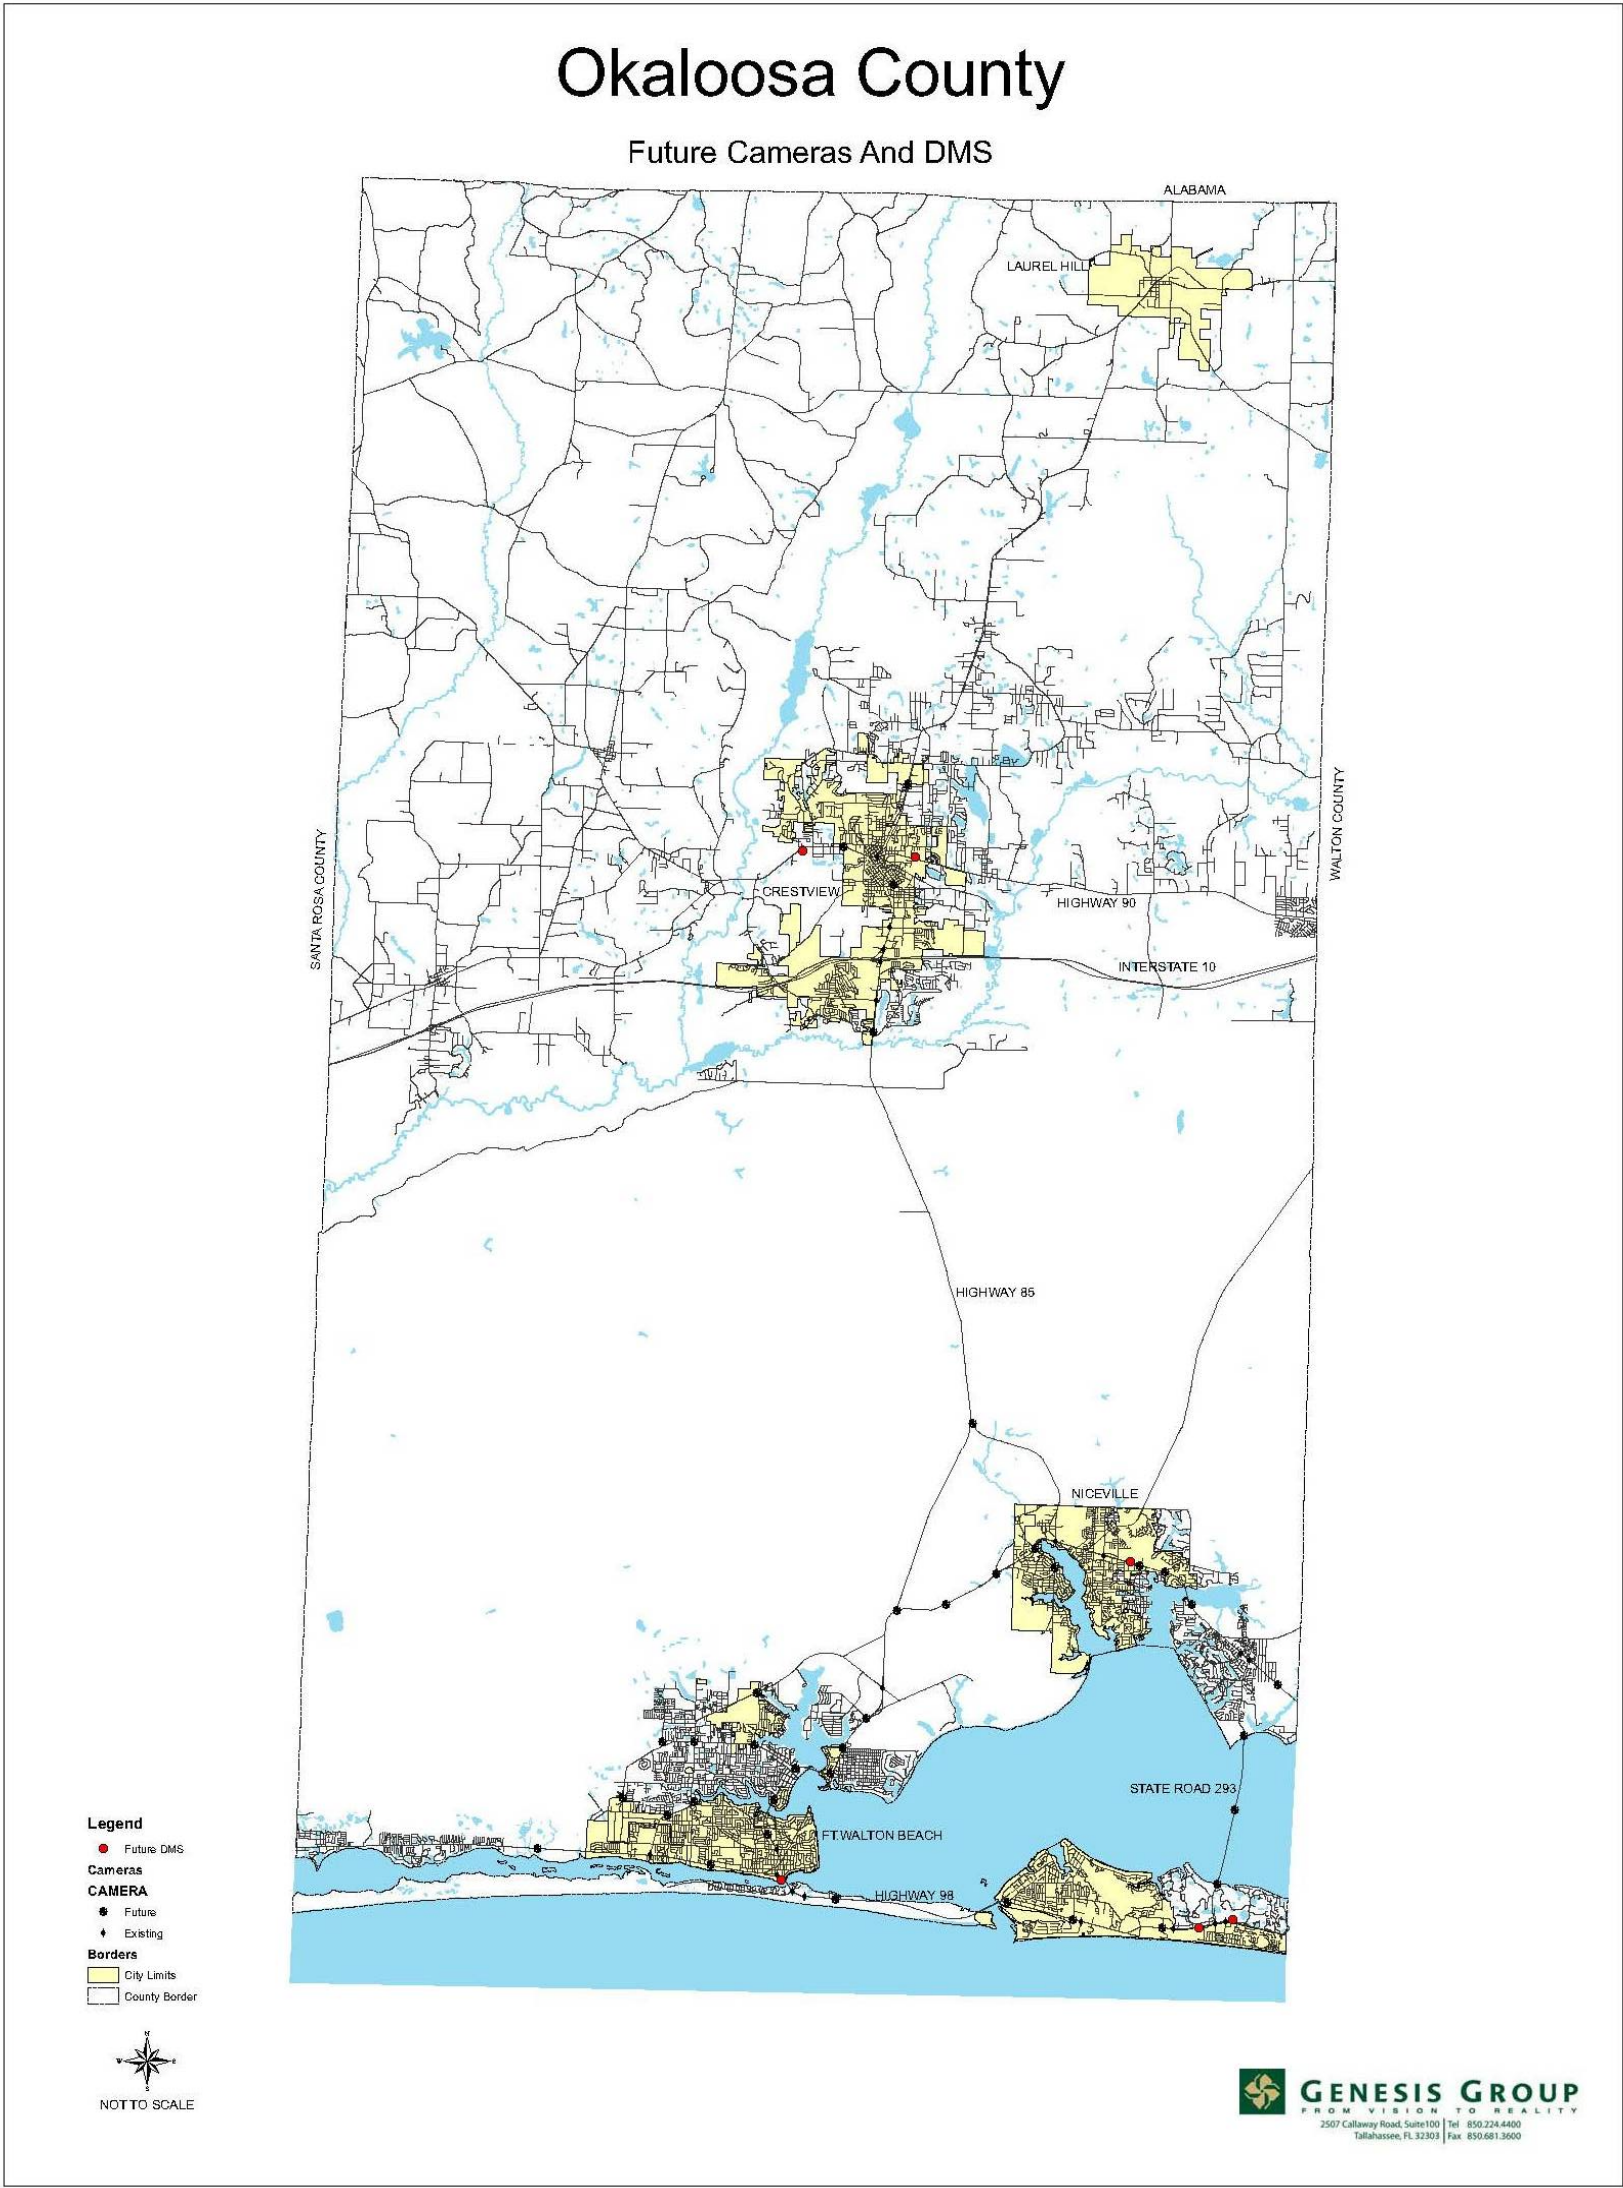 Okaloosa County
Future Cameras And DMS
ALABAMA
LAUREL HILL
WALTON COUNTY
SANTA ROSA COUNTY
CRESTVIEW
HIGHWAY 90
INTERSTATE 10
HIGHWAY 85
NICEVILLE
STATE ROAD 293
FT.WALTON BEACH
HIGHWAY 98
Legend
Future DMS
Cameras
CAMERA
Future
Existing
Borders
City Limits
County Border
N
W E
S
NOT TO SCALE
GENESIS GROUP
FROM VISION TO REALITY
2507 Callaway Road, Suite100 Tel 850.224.4400
Tallahassee, FL 32303 Fax 850.681.3600